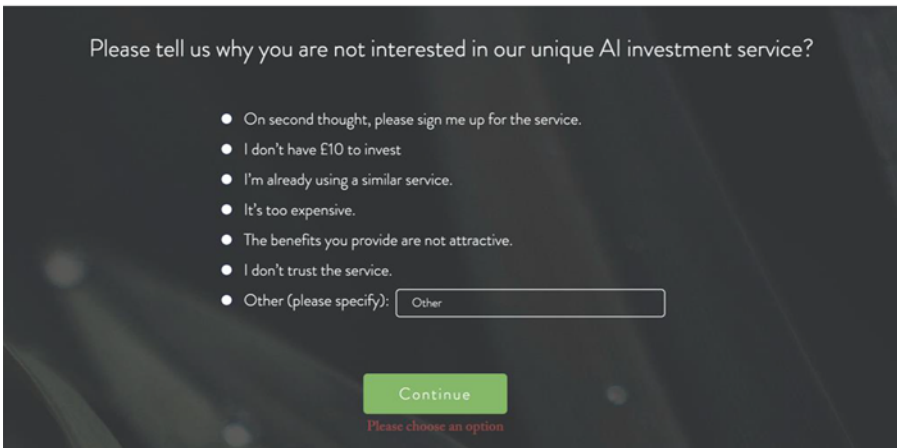 Please tell us why you are not interested in our unique AI investment service?
On second thought, please sign me up for the service.
I don't have £10 to invest
I'm already using a similar service.
It's too expensive.
The benefits you provide are not attractive.
I don't trust the service.
Other (please specify): Other
Continue
Please choose an option